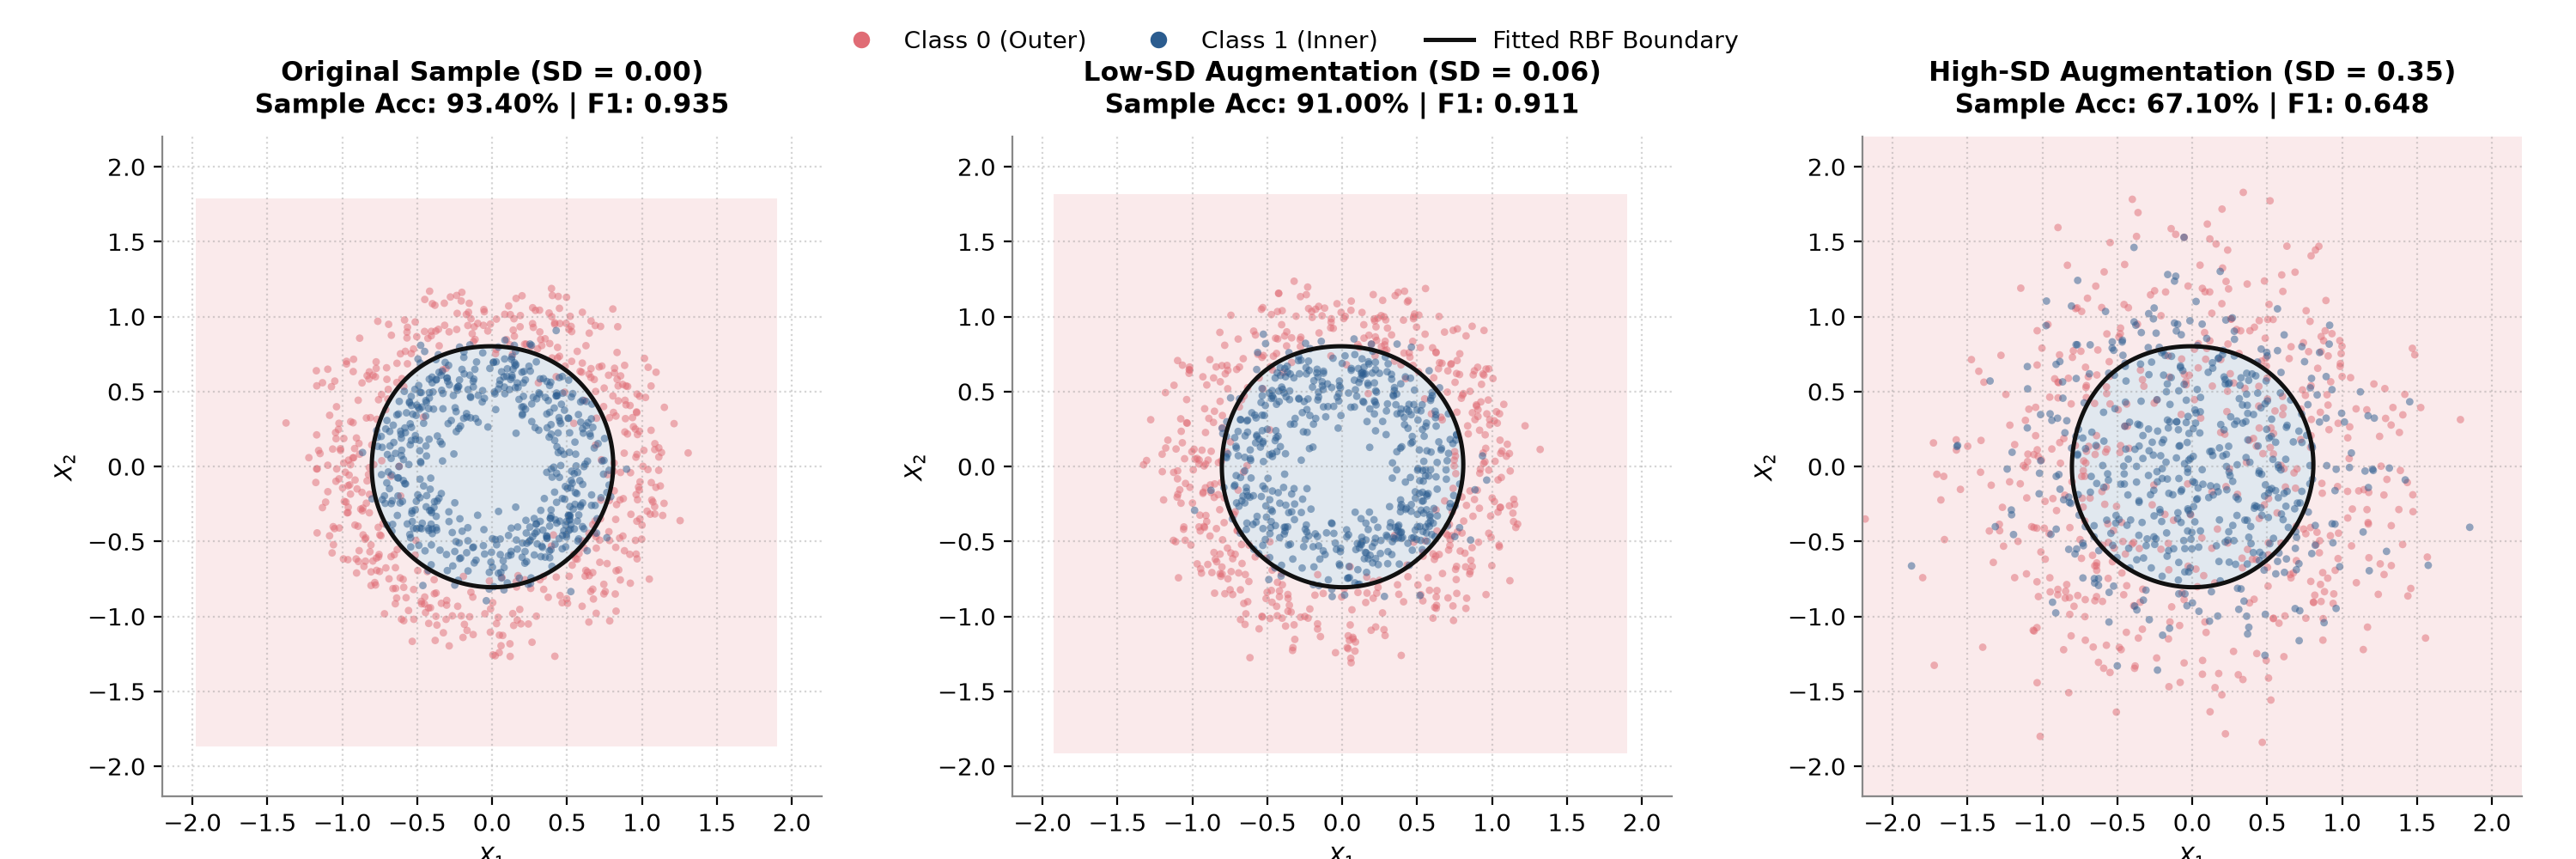 Class 0 (Outer) Class 1 (Inner) Fitted RBF Boundary
Original Sample (SD = 0.00)
Sample Acc: 93.40% | F1: 0.935
2.0
1.5
1.0
0.5
0.0
−0.5
−1.0
−1.5
−2.0
X₂
−2.0 −1.5 −1.0 −0.5 0.0 0.5 1.0 1.5 2.0
X₁
Low-SD Augmentation (SD = 0.06)
Sample Acc: 91.00% | F1: 0.911
2.0
1.5
1.0
0.5
0.0
−0.5
−1.0
−1.5
−2.0
X₂
−2.0 −1.5 −1.0 −0.5 0.0 0.5 1.0 1.5 2.0
X₁
High-SD Augmentation (SD = 0.35)
Sample Acc: 67.10% | F1: 0.648
2.0
1.5
1.0
0.5
0.0
−0.5
−1.0
−1.5
−2.0
X₂
−2.0 −1.5 −1.0 −0.5 0.0 0.5 1.0 1.5 2.0
X₁